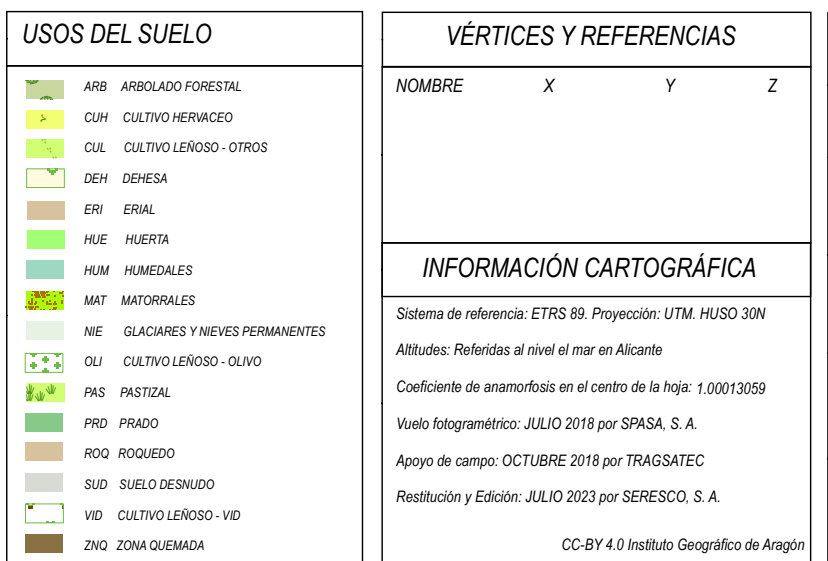 USOS DEL SUELO
ARB ARBOLADO FORESTAL
CUH CULTIVO HERVACEO
CUL CULTIVO LEÑOSO - OTROS
DEH DEHESA
ERI ERIAL
HUE HUERTA
HUM HUMEDALES
MAT MATORRALES
NIE GLACIARES Y NIEVES PERMANENTES
OLI CULTIVO LEÑOSO - OLIVO
PAS PASTIZAL
PRD PRADO
ROQ ROQUEDO
SUD SUELO DESNUDO
VID CULTIVO LEÑOSO - VID
ZNQ ZONA QUEMADA
VÉRTICES Y REFERENCIAS
NOMBRE X Y Z
INFORMACIÓN CARTOGRÁFICA
Sistema de referencia: ETRS 89. Proyección: UTM. HUSO 30N
Altitudes: Referidas al nivel el mar en Alicante
Coeficiente de anamorfosis en el centro de la hoja: 1.00013059
Vuelo fotogramétrico: JULIO 2018 por SPASA, S. A.
Apoyo de campo: OCTUBRE 2018 por TRAGSATEC
Restitución y Edición: JULIO 2023 por SERESCO, S. A.
CC-BY 4.0 Instituto Geográfico de Aragón